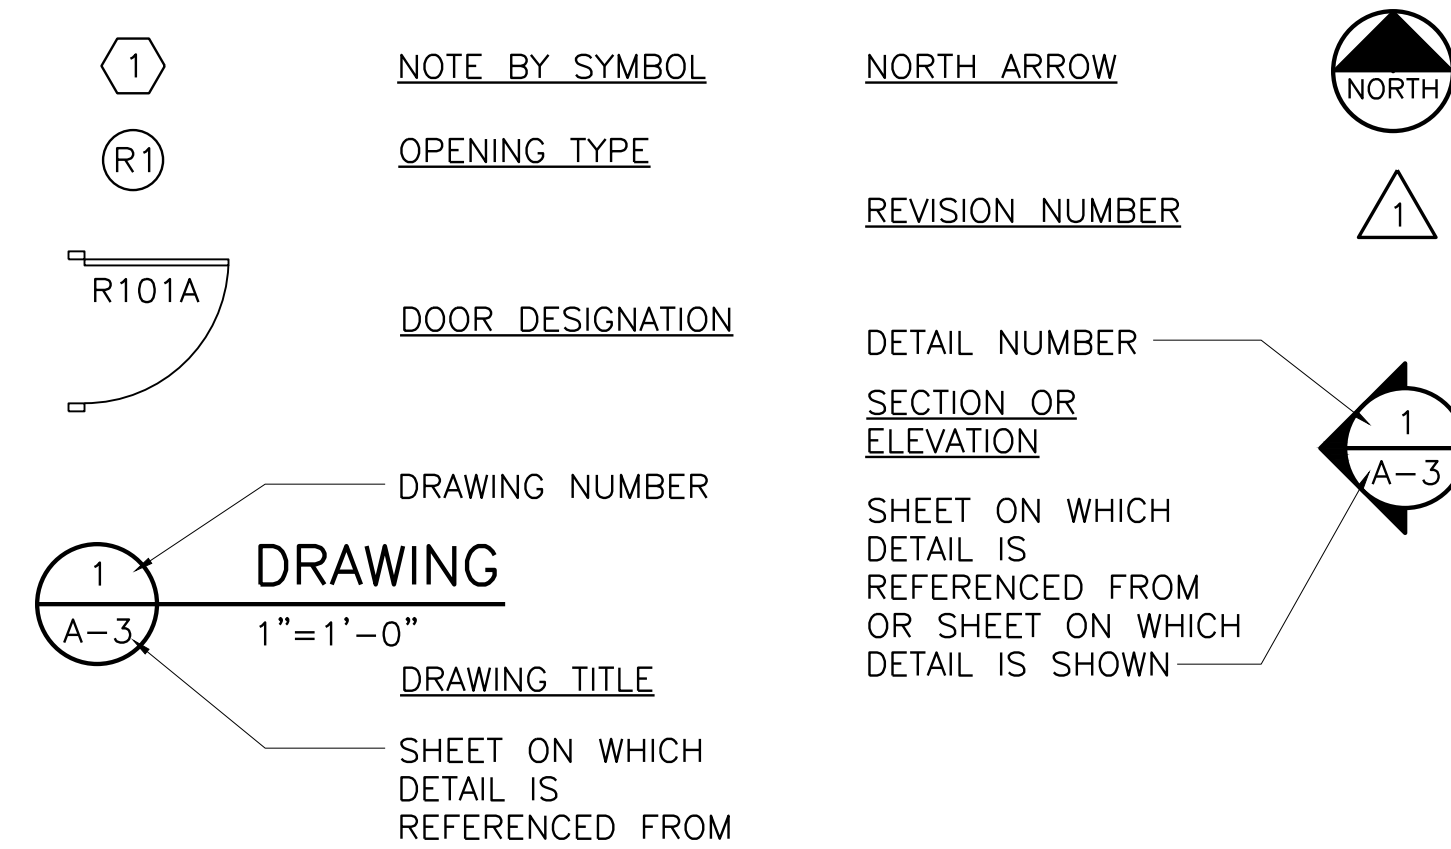 1
NOTE BY SYMBOL
R1
OPENING TYPE
R101A
DOOR DESIGNATION
DRAWING NUMBER
1
DRAWING
A-3
1"=1'-0"
DRAWING TITLE
SHEET ON WHICH
DETAIL IS
REFERENCED FROM
NORTH ARROW
NORTH
REVISION NUMBER
1
DETAIL NUMBER
SECTION OR
ELEVATION
1
A-3
SHEET ON WHICH
DETAIL IS
REFERENCED FROM
OR SHEET ON WHICH
DETAIL IS SHOWN